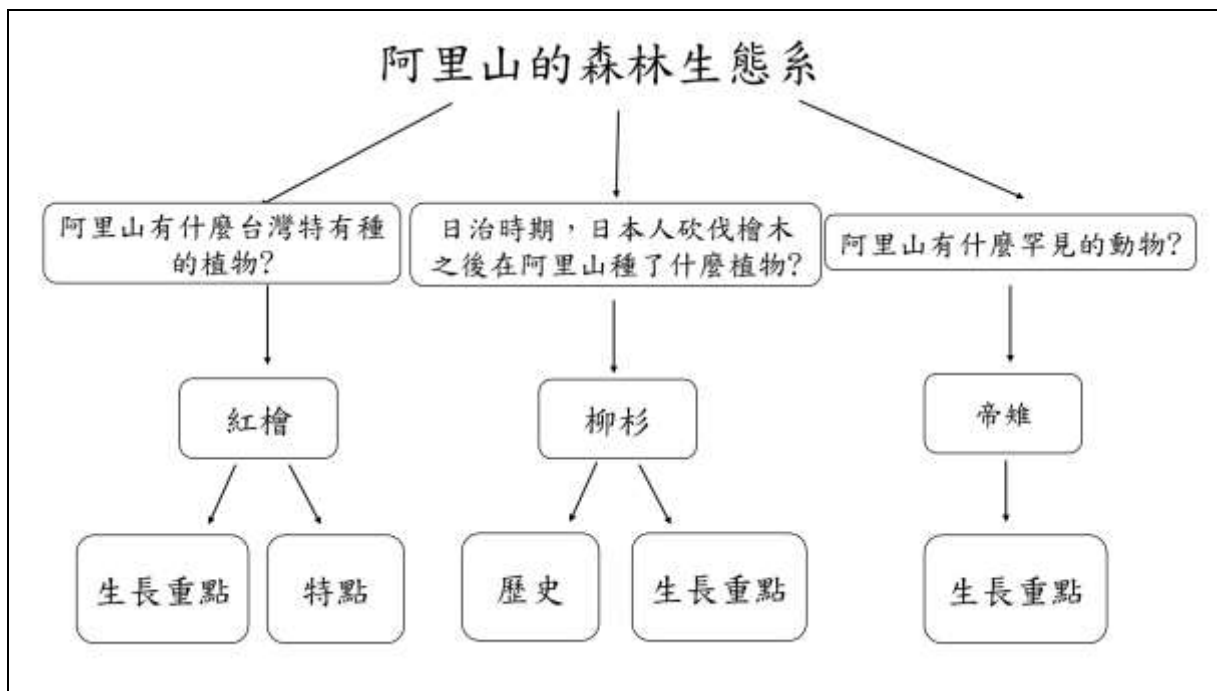 阿里山的森林生態系
阿里山有什麼台灣特有種
的植物?
日治時期，日本人砍伐檜木
之後在阿里山種了什麼植物?
阿里山有什麼罕見的動物?
紅檜
柳杉
帝雉
生長重點
特點
歷史
生長重點
生長重點